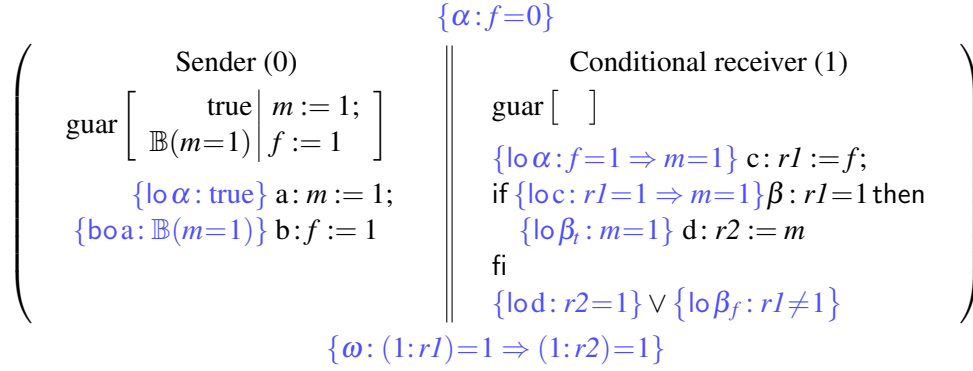 {α: f=0}
Sender (0)
guar [ true | m := 1;
𝔹(m=1) | f := 1 ]
{lo α: true} a: m := 1;
{bo a: 𝔹(m=1)} b: f := 1
Conditional receiver (1)
guar [ ]
{lo α: f=1 ⇒ m=1} c: r1 := f;
if {lo c: r1=1 ⇒ m=1} β: r1=1 then
{lo βₜ: m=1} d: r2 := m
fi
{lo d: r2=1} ∨ {lo β_f: r1≠1}
{ω: (1:r1)=1 ⇒ (1:r2)=1}